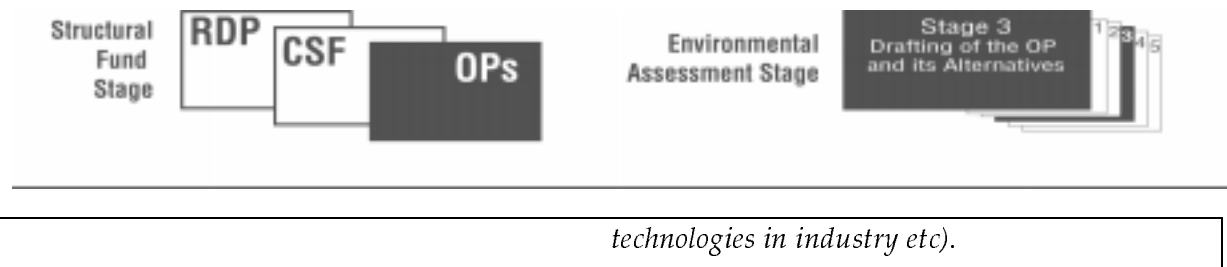 Structural
Fund
Stage
RDP
CSF
OPs
Environmental
Assessment Stage
Stage 3
Drafting of the OP
and its Alternatives
1
2
3
4
5
technologies in industry etc).